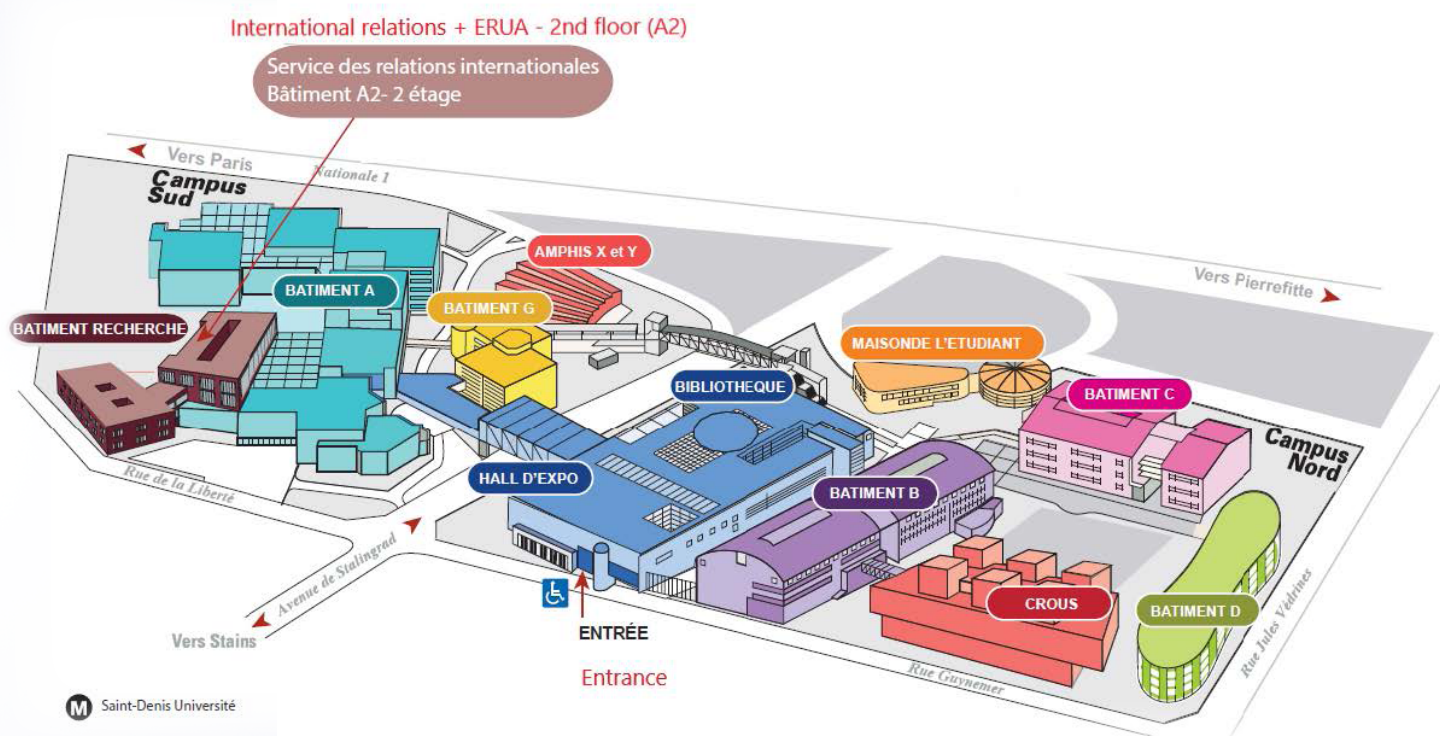 International relations + ERUA - 2nd floor (A2)
Service des relations internationales
Bâtiment A2- 2 étage
Vers Paris
Nationale 1
Campus
Sud
AMPHIS X et Y
Vers Pierrefitte
BATIMENT A
BATIMENT G
BATIMENT RECHERCHE
MAISONDE L'ETUDIANT
BIBLIOTHEQUE
BATIMENT C
Campus
Nord
HALL D'EXPO
BATIMENT B
Rue de la Liberté
Avenue de Stalingrad
CROUS
BATIMENT D
Rue Jules Védrines
Vers Stains
ENTRÉE
Entrance
Rue Guynemer
M Saint-Denis Université